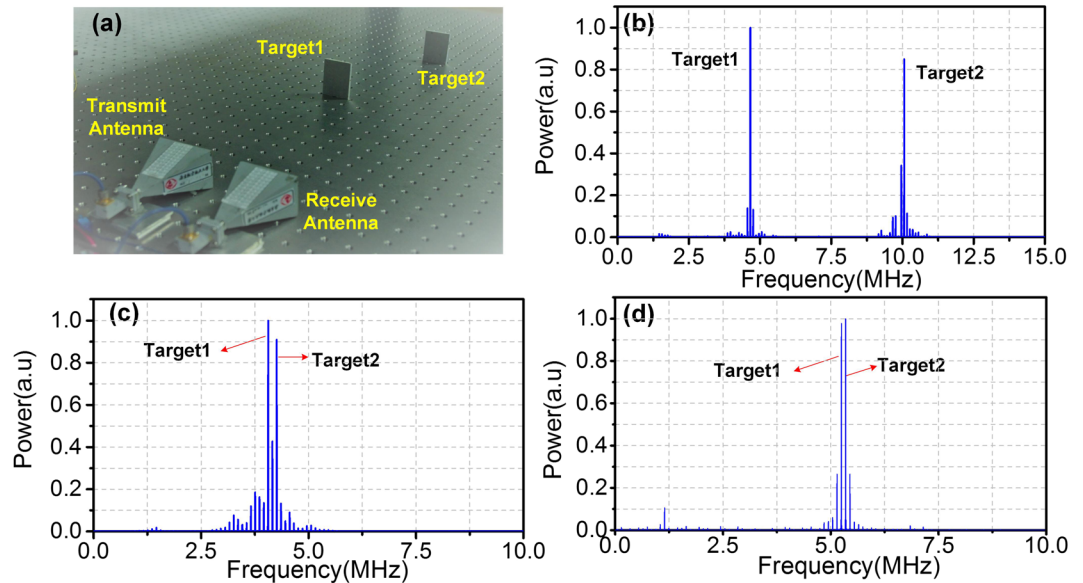 (a)
Target1
Target2
Transmit
Antenna
Receive
Antenna
(b)
Power(a.u)
1.0
0.8
0.6
0.4
0.2
0.0
Target1
Target2
0.0 2.5 5.0 7.5 10.0 12.5 15.0
Frequency(MHz)
(c)
Power(a.u)
1.0
0.8
0.6
0.4
0.2
0.0
Target1
Target2
0.0 2.5 5.0 10.0
Frequency(MHz)
(d)
Power(a.u)
1.0
0.8
0.6
0.4
0.2
0.0
Target1
Target2
0.0 2.5 5.0 7.5 10.0
Frequency(MHz)